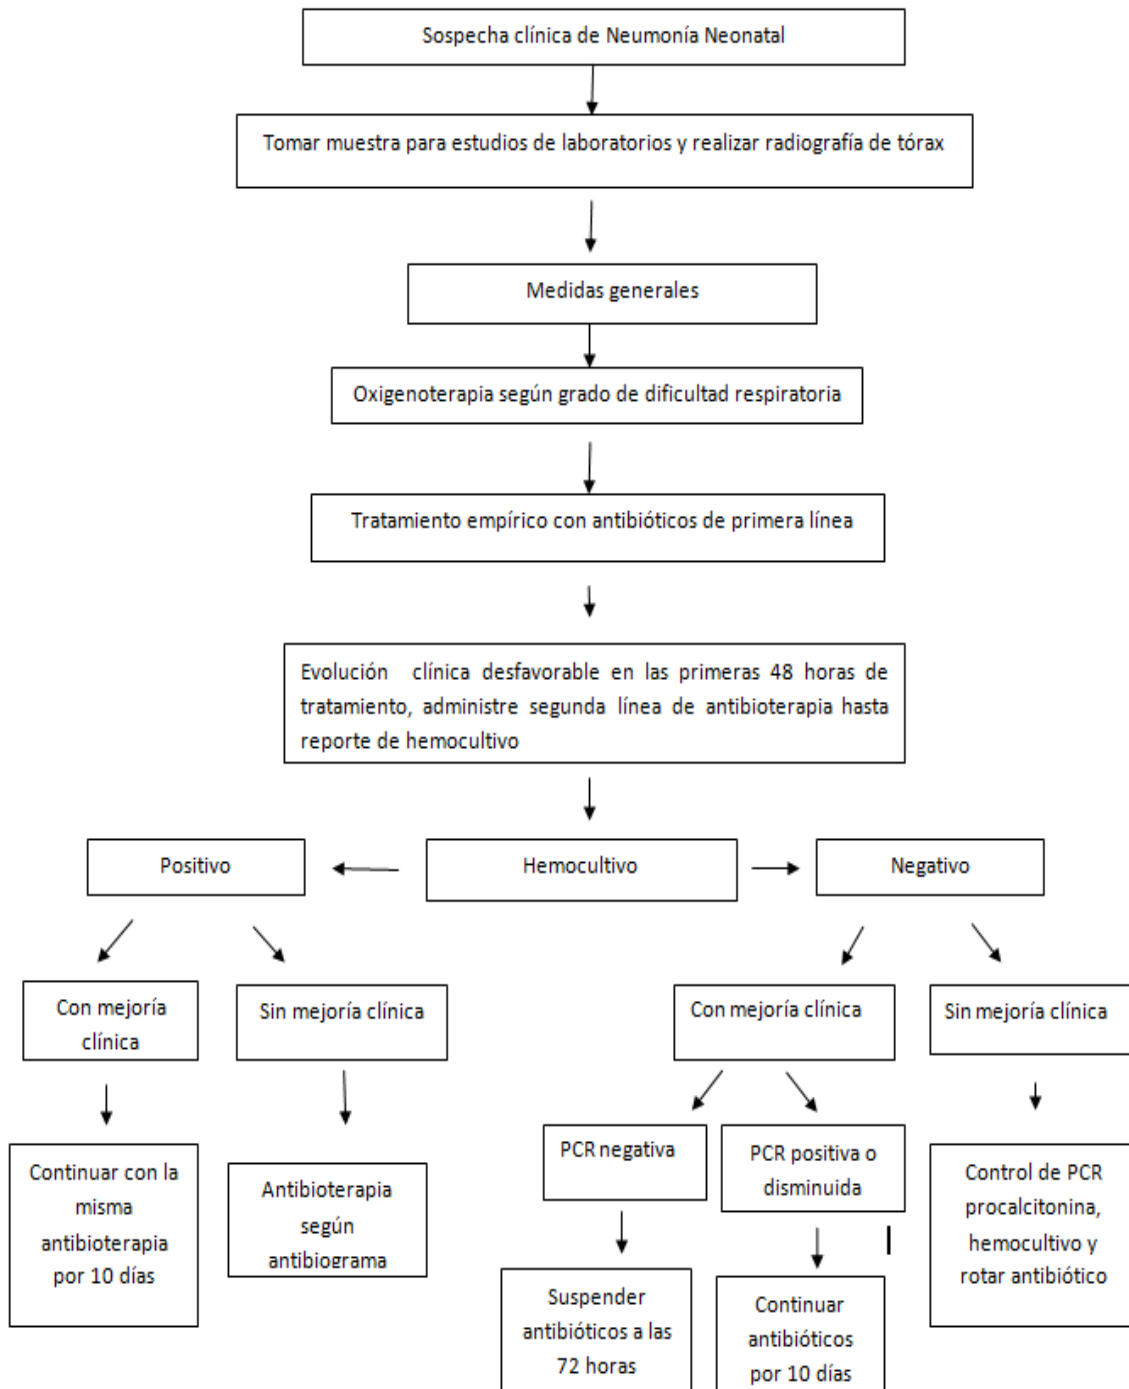 Sospecha clínica de Neumonía Neonatal
Tomar muestra para estudios de laboratorios y realizar radiografía de tórax
Medidas generales
Oxigenoterapia según grado de dificultad respiratoria
Tratamiento empírico con antibióticos de primera línea
Evolución clínica desfavorable en las primeras 48 horas de
tratamiento, administre segunda línea de antibioterapia hasta
reporte de hemocultivo
Positivo
Hemocultivo
Negativo
Con mejoría
clínica
Sin mejoría clínica
Con mejoría clínica
Sin mejoría clínica
Continuar con la
misma
antibioterapia
por 10 días
Antibioterapia
según
antibiograma
PCR negativa
PCR positiva o
disminuida
Control de PCR
procalcitonina,
hemocultivo y
rotar antibiótico
Suspender
antibióticos a las
72 horas
Continuar
antibióticos
por 10 días